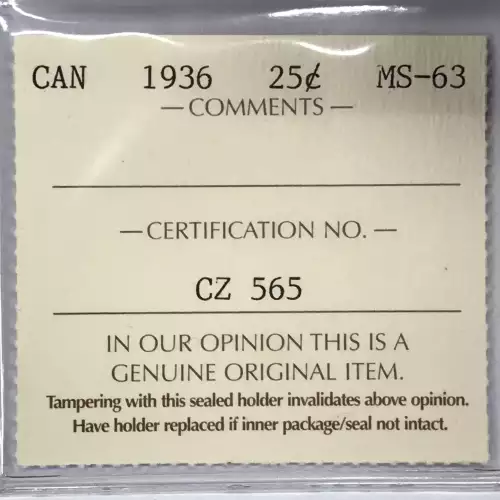 CAN 1936 25¢ MS-63
— COMMENTS —
— CERTIFICATION NO. —
CZ 565
IN OUR OPINION THIS IS A
GENUINE ORIGINAL ITEM.
Tampering with this sealed holder invalidates above opinion.
Have holder replaced if inner package/seal not intact.